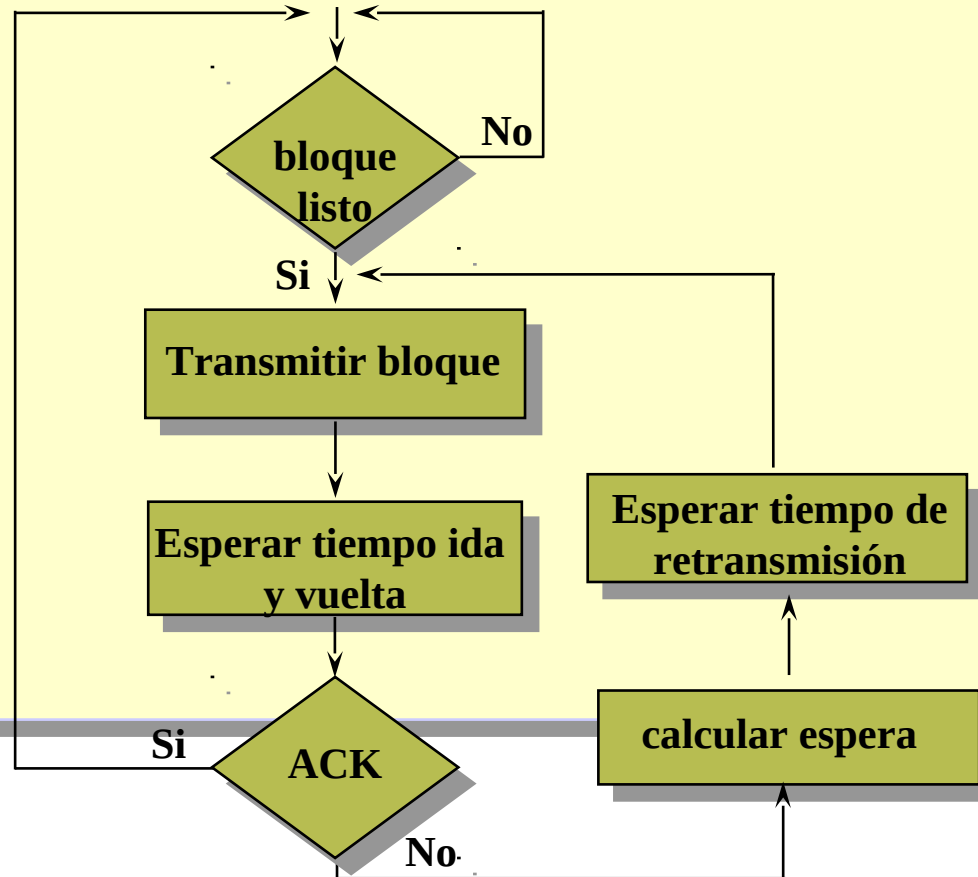 No
bloque
listo
Si
Transmitir bloque
Esperar tiempo ida
y vuelta
Esperar tiempo de
retransmisión
Si
ACK
calcular espera
No